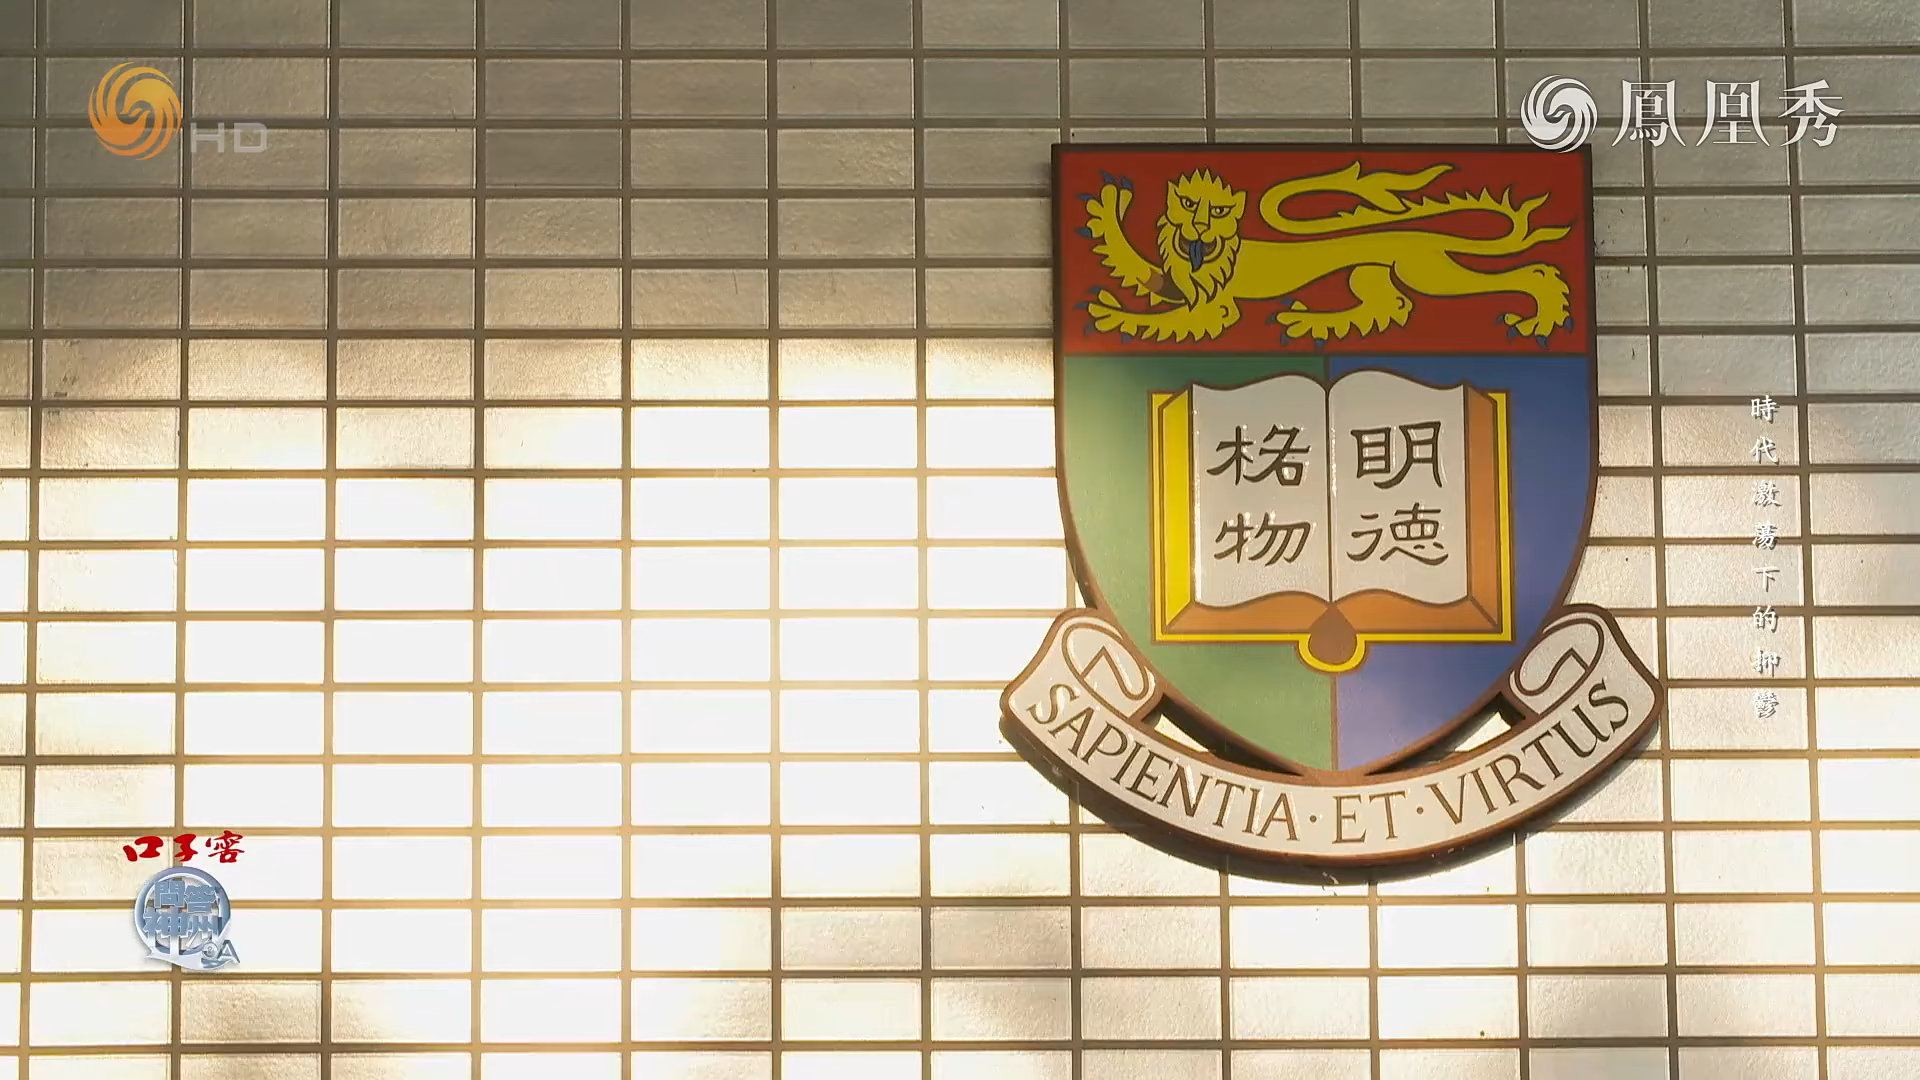 HD
鳳凰秀
明德
格物
SAPIENTIA·ET·VIRTUS
時代激蕩下的抑鬱
口子窖
問答
神州
QA